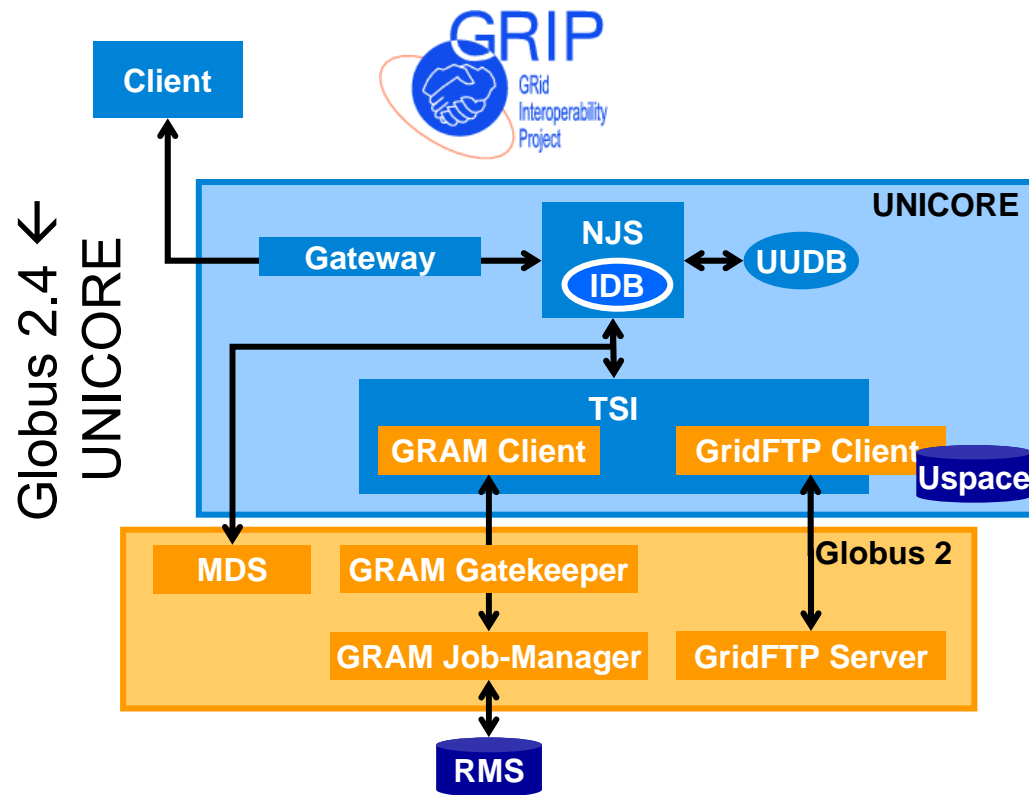 GRIP
GRid
Interoperability
Project
Client
Globus 2.4 ←
UNICORE
UNICORE
NJS
Gateway
IDB
UUDB
TSI
GRAM Client
GridFTP Client
Uspace
Globus 2
MDS
GRAM Gatekeeper
GRAM Job-Manager
GridFTP Server
RMS